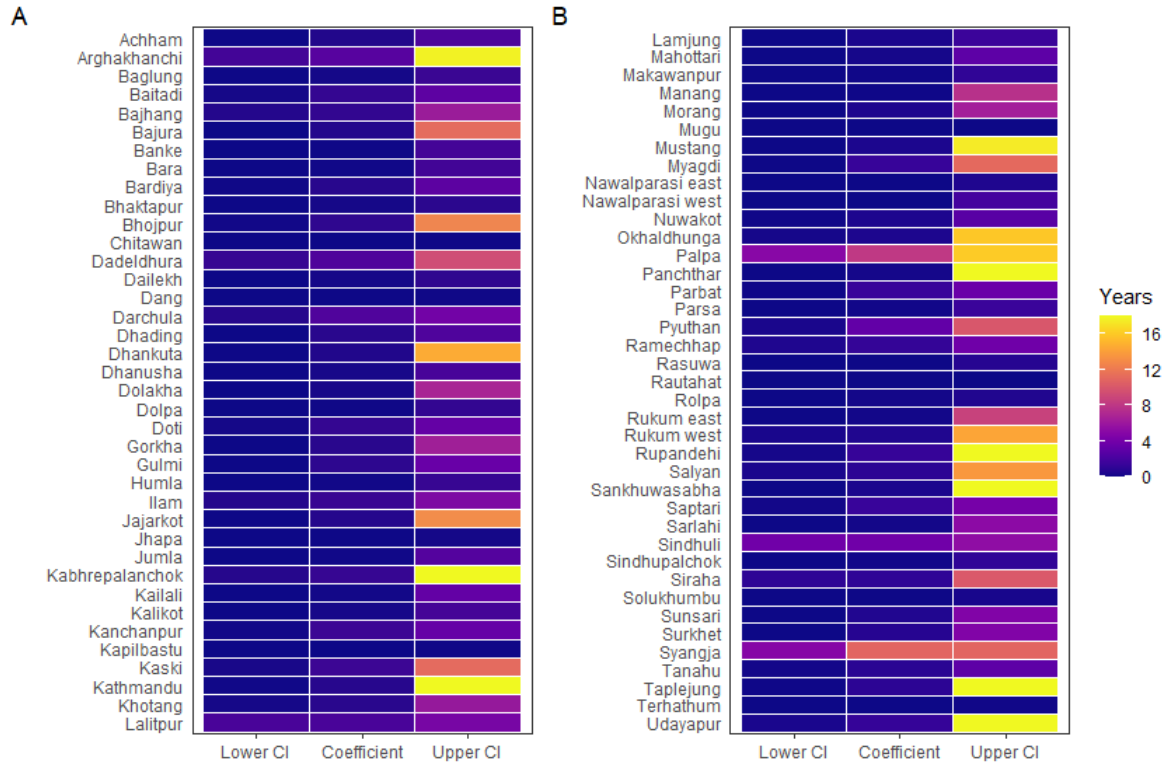 A
Achham
Arghakhanchi
Baglung
Baitadi
Bajhang
Bajura
Banke
Bara
Bardiya
Bhaktapur
Bhojpur
Chitawan
Dadeldhura
Dailekh
Dang
Darchula
Dhading
Dhankuta
Dhanusha
Dolakha
Dolpa
Doti
Gorkha
Gulmi
Humla
Ilam
Jajarkot
Jhapa
Jumla
Kabhrepalanchok
Kailali
Kalikot
Kanchanpur
Kapilbastu
Kaski
Kathmandu
Khotang
Lalitpur
Lower CI Coefficient Upper CI
B
Lamjung
Mahottari
Makawanpur
Manang
Morang
Mugu
Mustang
Myagdi
Nawalparasi east
Nawalparasi west
Nuwakot
Okhaldhunga
Palpa
Panchthar
Parbat
Parsa
Pyuthan
Ramechhap
Rasuwa
Rautahat
Rolpa
Rukum east
Rukum west
Rupandehi
Salyan
Sankhuwasabha
Saptari
Sarlahi
Sindhuli
Sindhupalchok
Siraha
Solukhumbu
Sunsari
Surkhet
Syangja
Tanahu
Taplejung
Terhathum
Udayapur
Lower CI Coefficient Upper CI
Years
16
12
8
4
0